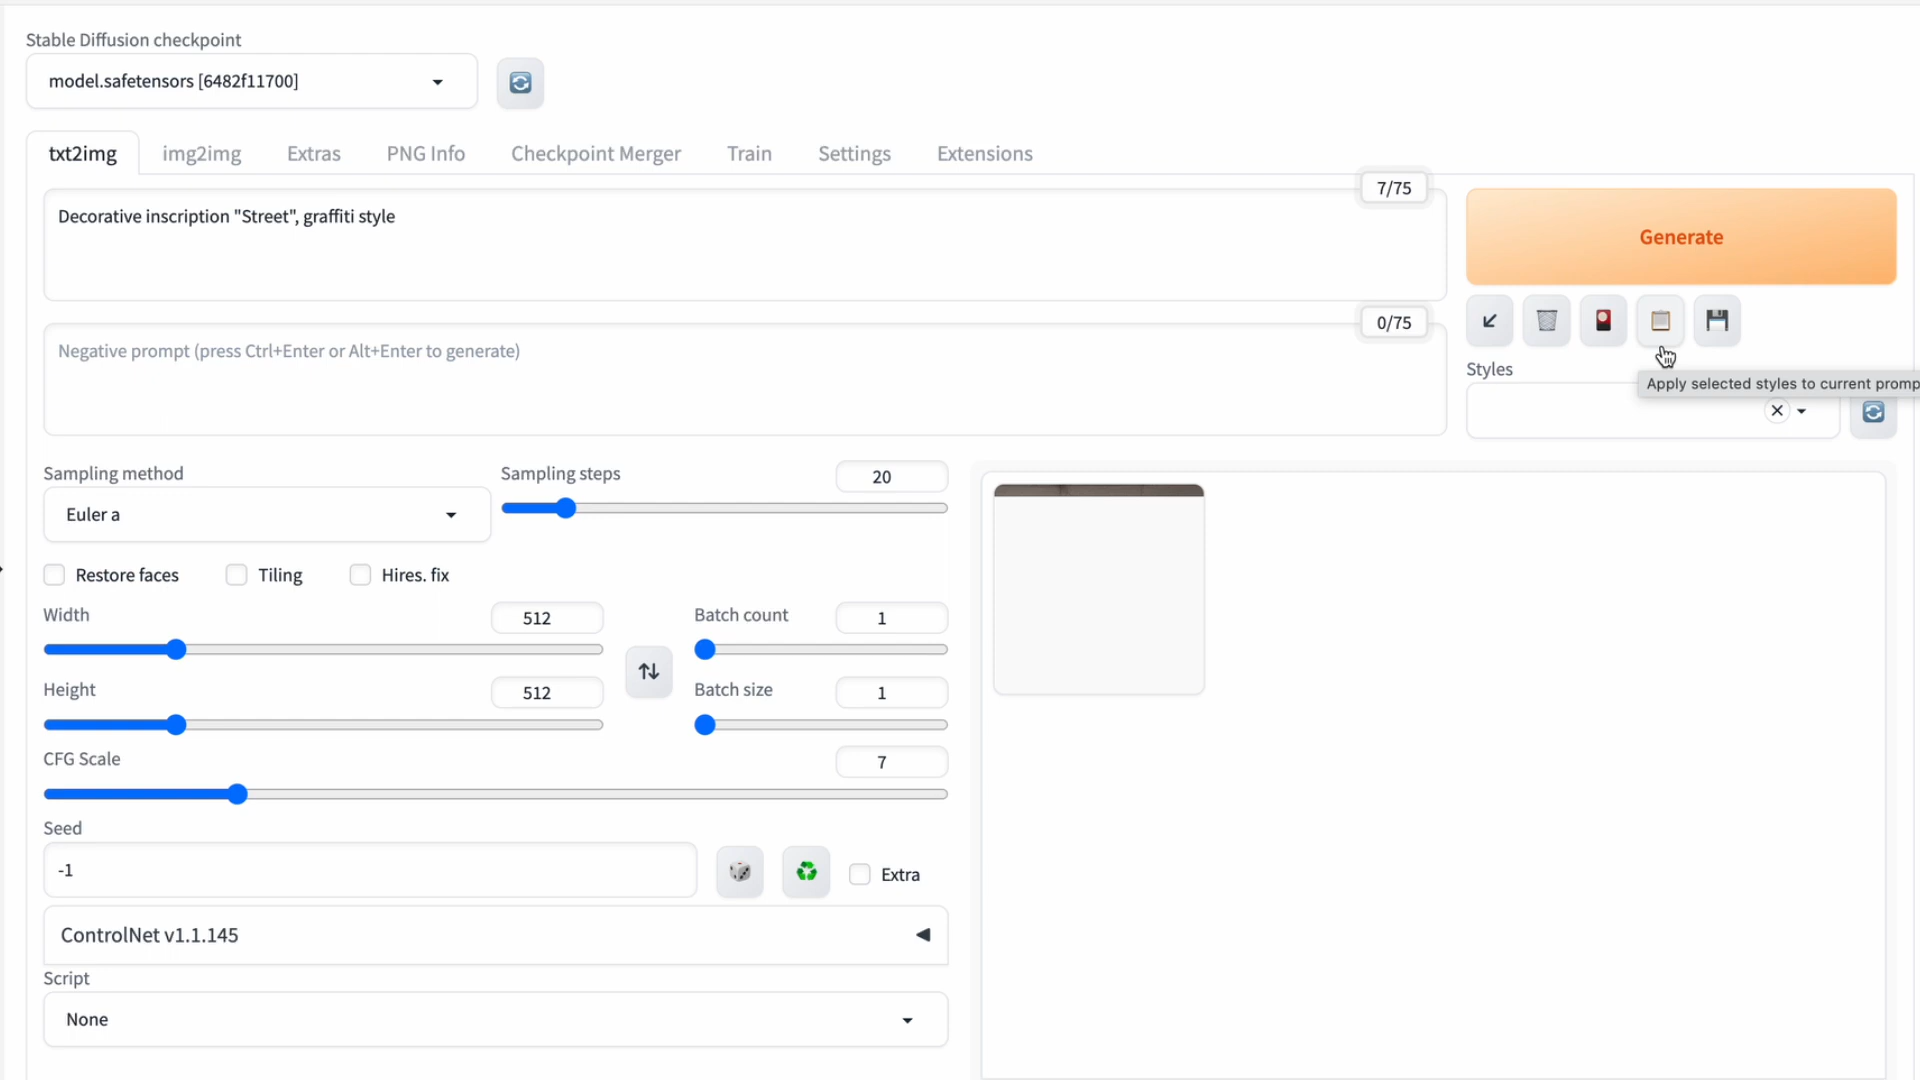 Stable Diffusion checkpoint
model.safetensors [6482f11700]
txt2img img2img Extras PNG Info Checkpoint Merger Train Settings Extensions
7/75
Decorative inscription "Street", graffiti style
Generate
0/75
Negative prompt (press Ctrl+Enter or Alt+Enter to generate)
Styles
Apply selected styles to current promp
Sampling method
Euler a
Sampling steps
20
Restore faces Tiling Hires. fix
Width
512
Batch count
1
Height
512
Batch size
1
CFG Scale
7
Seed
-1
Extra
ControlNet v1.1.145
Script
None